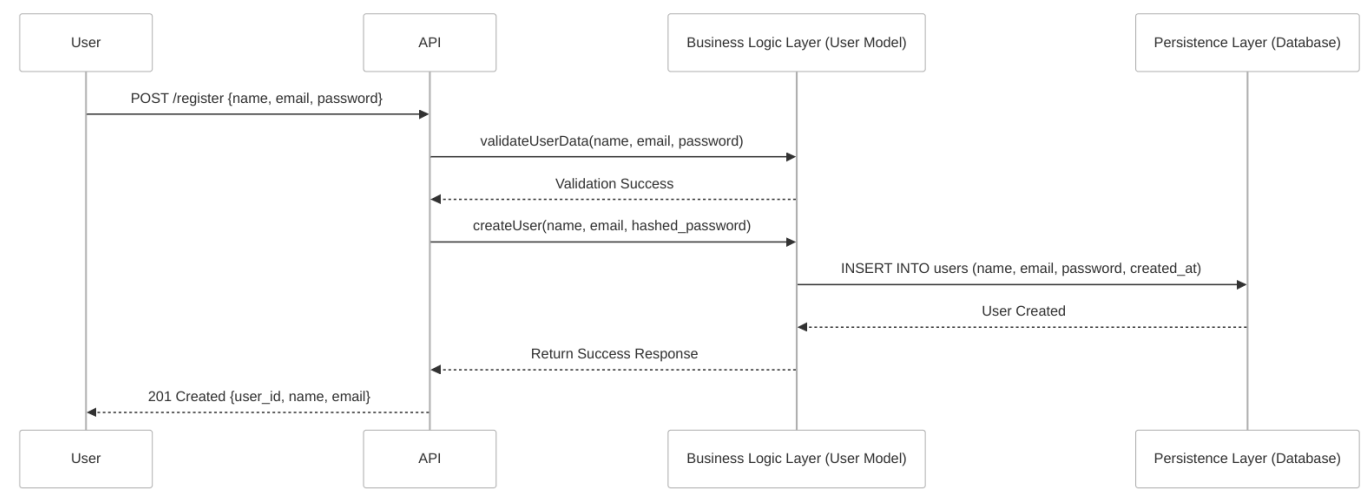 User
API
Business Logic Layer (User Model)
Persistence Layer (Database)
POST /register {name, email, password}
validateUserData(name, email, password)
Validation Success
createUser(name, email, hashed_password)
INSERT INTO users (name, email, password, created_at)
User Created
Return Success Response
201 Created {user_id, name, email}
User
API
Business Logic Layer (User Model)
Persistence Layer (Database)